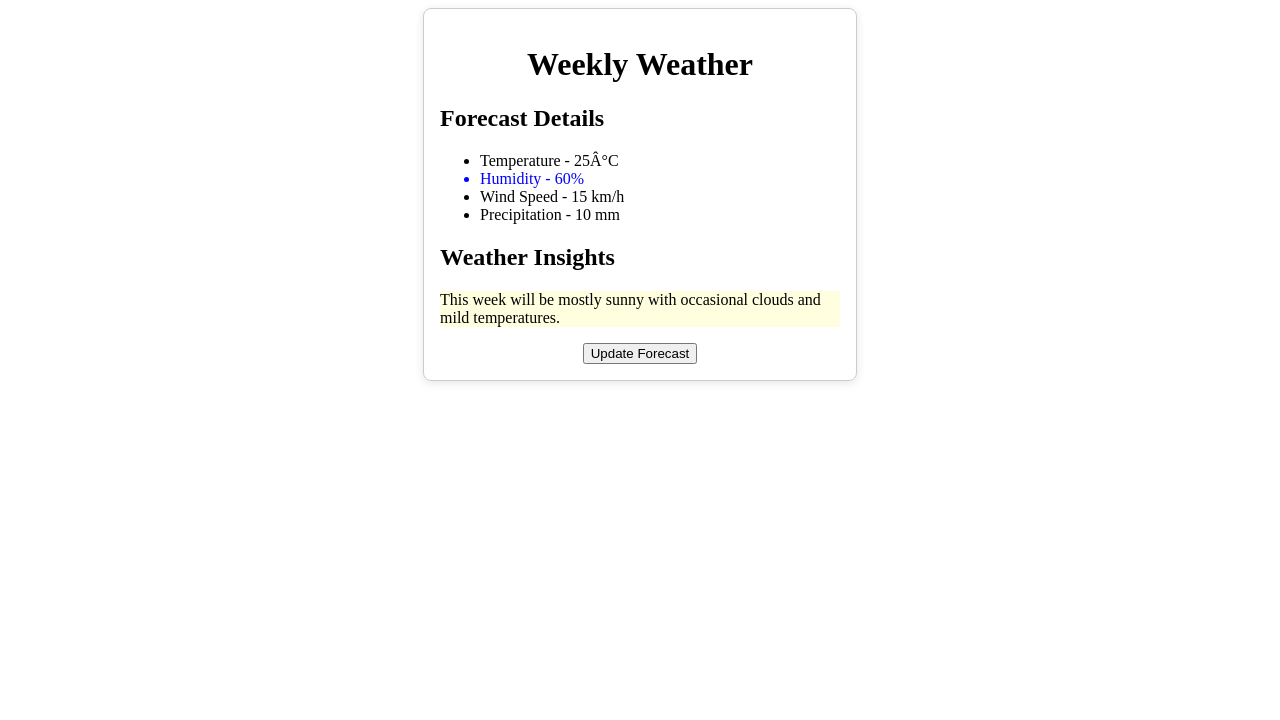 Weekly Weather
Forecast Details
Temperature - 25Â°C
Humidity - 60%
Wind Speed - 15 km/h
Precipitation - 10 mm
Weather Insights
This week will be mostly sunny with occasional clouds and
mild temperatures.
Update Forecast